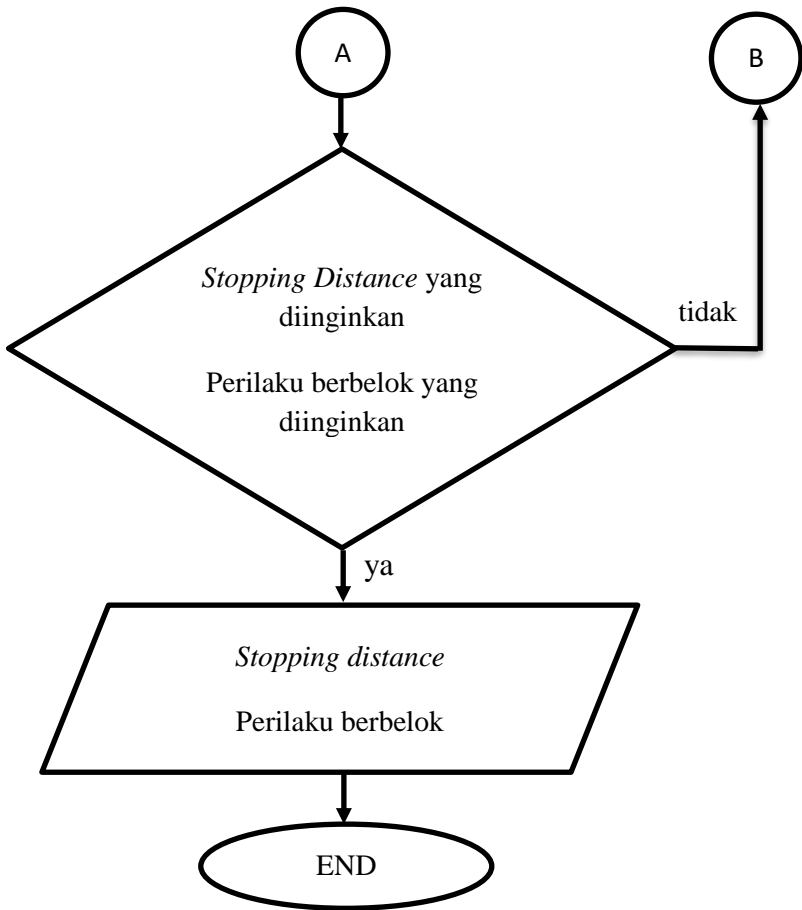 A
B
Stopping Distance yang
diinginkan
Perilaku berbelok yang
diinginkan
tidak
ya
Stopping distance
Perilaku berbelok
END